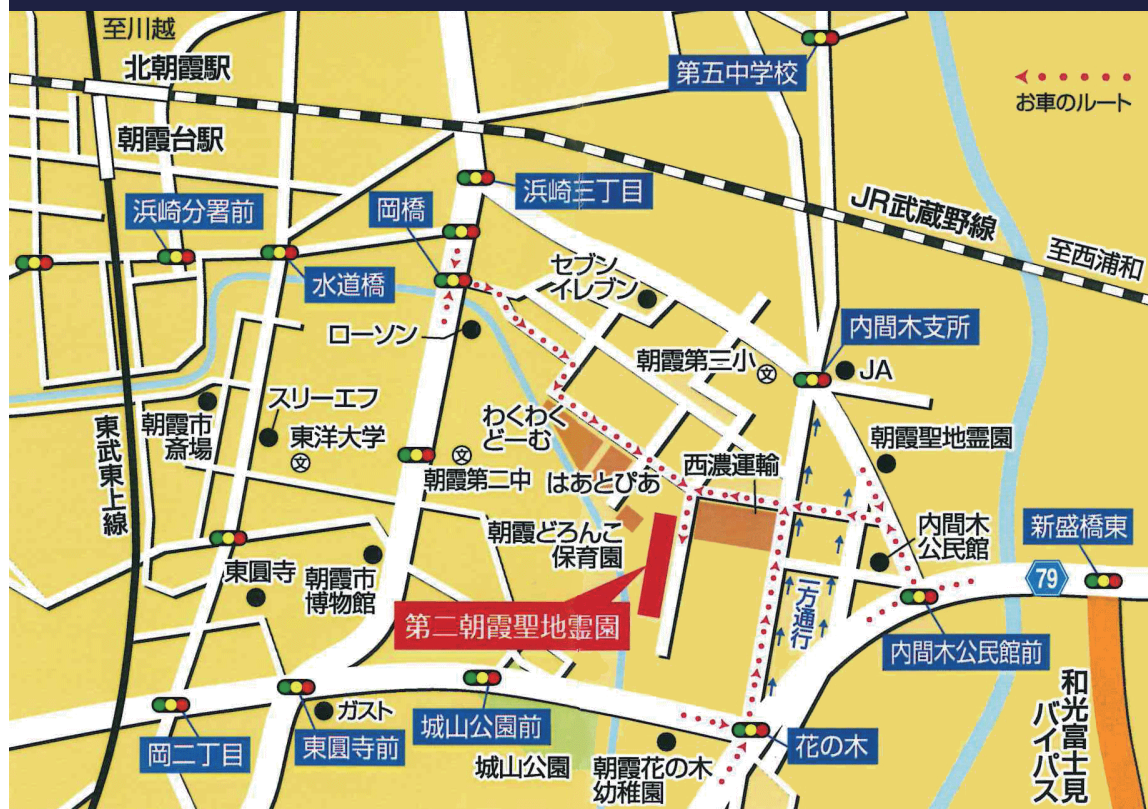 至川越
北朝霞駅
朝霞台駅
第五中学校
お車のルート
浜崎分署前
岡橋
浜崎三丁目
JR武蔵野線
至西浦和
水道橋
セブン
イレブン
ローソン
内間木支所
朝霞第三小
文
JA
東武東上線
朝霞市
斎場
スリーエフ
東洋大学
文
わくわく
どーむ
文
朝霞第二中
はあとぴあ
西濃運輸
朝霞聖地霊園
朝霞どろんこ
保育園
内間木
公民館
新盛橋東
79
東圓寺
朝霞市
博物館
第二朝霞聖地霊園
一方通行
内間木公民館前
岡二丁目
東圓寺前
ガスト
城山公園前
城山公園
朝霞花の木
幼稚園
花の木
和光富士見
バイパス